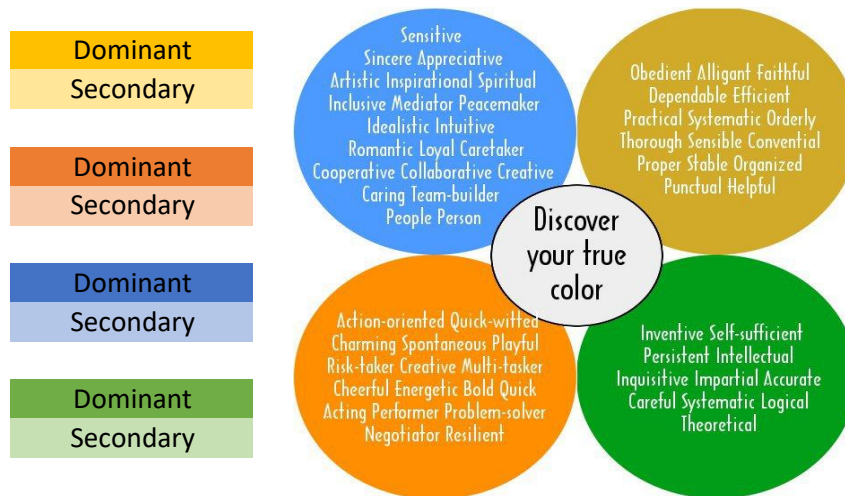 Dominant
Secondary
Dominant
Secondary
Dominant
Secondary
Dominant
Secondary
Sensitive
Sincere Appreciative
Artistic Inspirational Spiritual
Inclusive Mediator Peacemaker
Idealistic Intuitive
Romantic Loyal Caretaker
Cooperative Collaborative Creative
Caring Team-builder
People Person
Obedient Alligant Faithful
Dependable Efficient
Practical Systematic Orderly
Thorough Sensible Convential
Proper Stable Organized
Punctual Helpful
Discover
your true
color
Action-oriented Quick-witted
Charming Spontaneous Playful
Risk-taker Creative Multi-tasker
Cheerful Energetic Bold Quick
Acting Performer Problem-solver
Negotiator Resilient
Inventive Self-sufficient
Persistent Intellectual
Inquisitive Impartial Accurate
Careful Systematic Logical
Theoretical